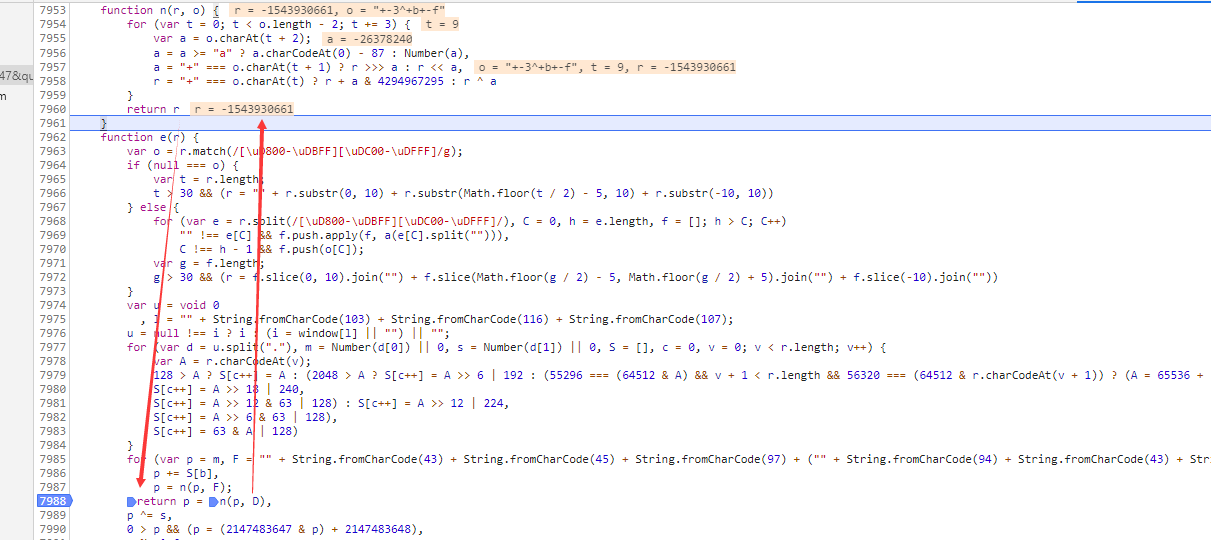 7953 function n(r, o) { r = -1543930661, o = "+-3^+b+-f"
7954 for (var t = 0; t < o.length - 2; t += 3) { t = 9
7955 var a = o.charAt(t + 2); a = -26378240
7956 a = a >= "a" ? a.charCodeAt(0) - 87 : Number(a),
47&qu 7957 a = "+" === o.charAt(t + 1) ? r >>> a : r << a, o = "+-3^+b+-f", t = 9, r = -1543930661
7958 r = "+" === o.charAt(t) ? r + a & 4294967295 : r ^ a
m 7959 }
7960 return r r = -1543930661
7961 }
7962 function e(r) {
7963 var o = r.match(/[\uD800-\uDBFF][\uDC00-\uDFFF]/g);
7964 if (null === o) {
7965 var t = r.length;
7966 t > 30 && (r = "" + r.substr(0, 10) + r.substr(Math.floor(t / 2) - 5, 10) + r.substr(-10, 10))
7967 } else {
7968 for (var e = r.split(/[\uD800-\uDBFF][\uDC00-\uDFFF]/), C = 0, h = e.length, f = []; h > C; C++)
7969 "" !== e[C] && f.push.apply(f, a(e[C].split(""))),
7970 C !== h - 1 && f.push(o[C]);
7971 var g = f.length;
7972 g > 30 && (r = f.slice(0, 10).join("") + f.slice(Math.floor(g / 2) - 5, Math.floor(g / 2) + 5).join("") + f.slice(-10).join(""))
7973 }
7974 var u = void 0
7975 , l = "" + String.fromCharCode(103) + String.fromCharCode(116) + String.fromCharCode(107);
7976 u = null !== i ? i : (i = window[l] || "") || "";
7977 for (var d = u.split("."), m = Number(d[0]) || 0, s = Number(d[1]) || 0, S = [], c = 0, v = 0; v < r.length; v++) {
7978 var A = r.charCodeAt(v);
7979 128 > A ? S[c++] = A : (2048 > A ? S[c++] = A >> 6 | 192 : (55296 === (64512 & A) && v + 1 < r.length && 56320 === (64512 & r.charCodeAt(v + 1)) ? (A = 65536 +
7980 S[c++] = A >> 18 | 240,
7981 S[c++] = A >> 12 & 63 | 128) : S[c++] = A >> 12 | 224,
7982 S[c++] = A >> 6 & 63 | 128),
7983 S[c++] = 63 & A | 128)
7984 }
7985 for (var p = m, F = "" + String.fromCharCode(43) + String.fromCharCode(45) + String.fromCharCode(97) + ("" + String.fromCharCode(94) + String.fromCharCode(43) + Str
7986 p += S[b],
7987 p = n(p, F);
7988 return p = n(p, D),
7989 p ^= s,
7990 0 > p && (p = (2147483647 & p) + 2147483648),